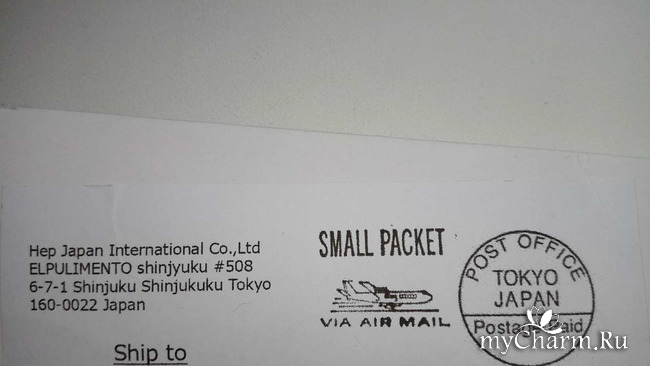 Hep Japan International Co.,Ltd
ELPULIMENTO shinjyuku #508
6-7-1 Shinjuku Shinjukuku Tokyo
160-0022 Japan
Ship to
SMALL PACKET
VIA AIR MAIL
POST OFFICE
TOKYO
JAPAN
Postage Paid
myCharm.Ru